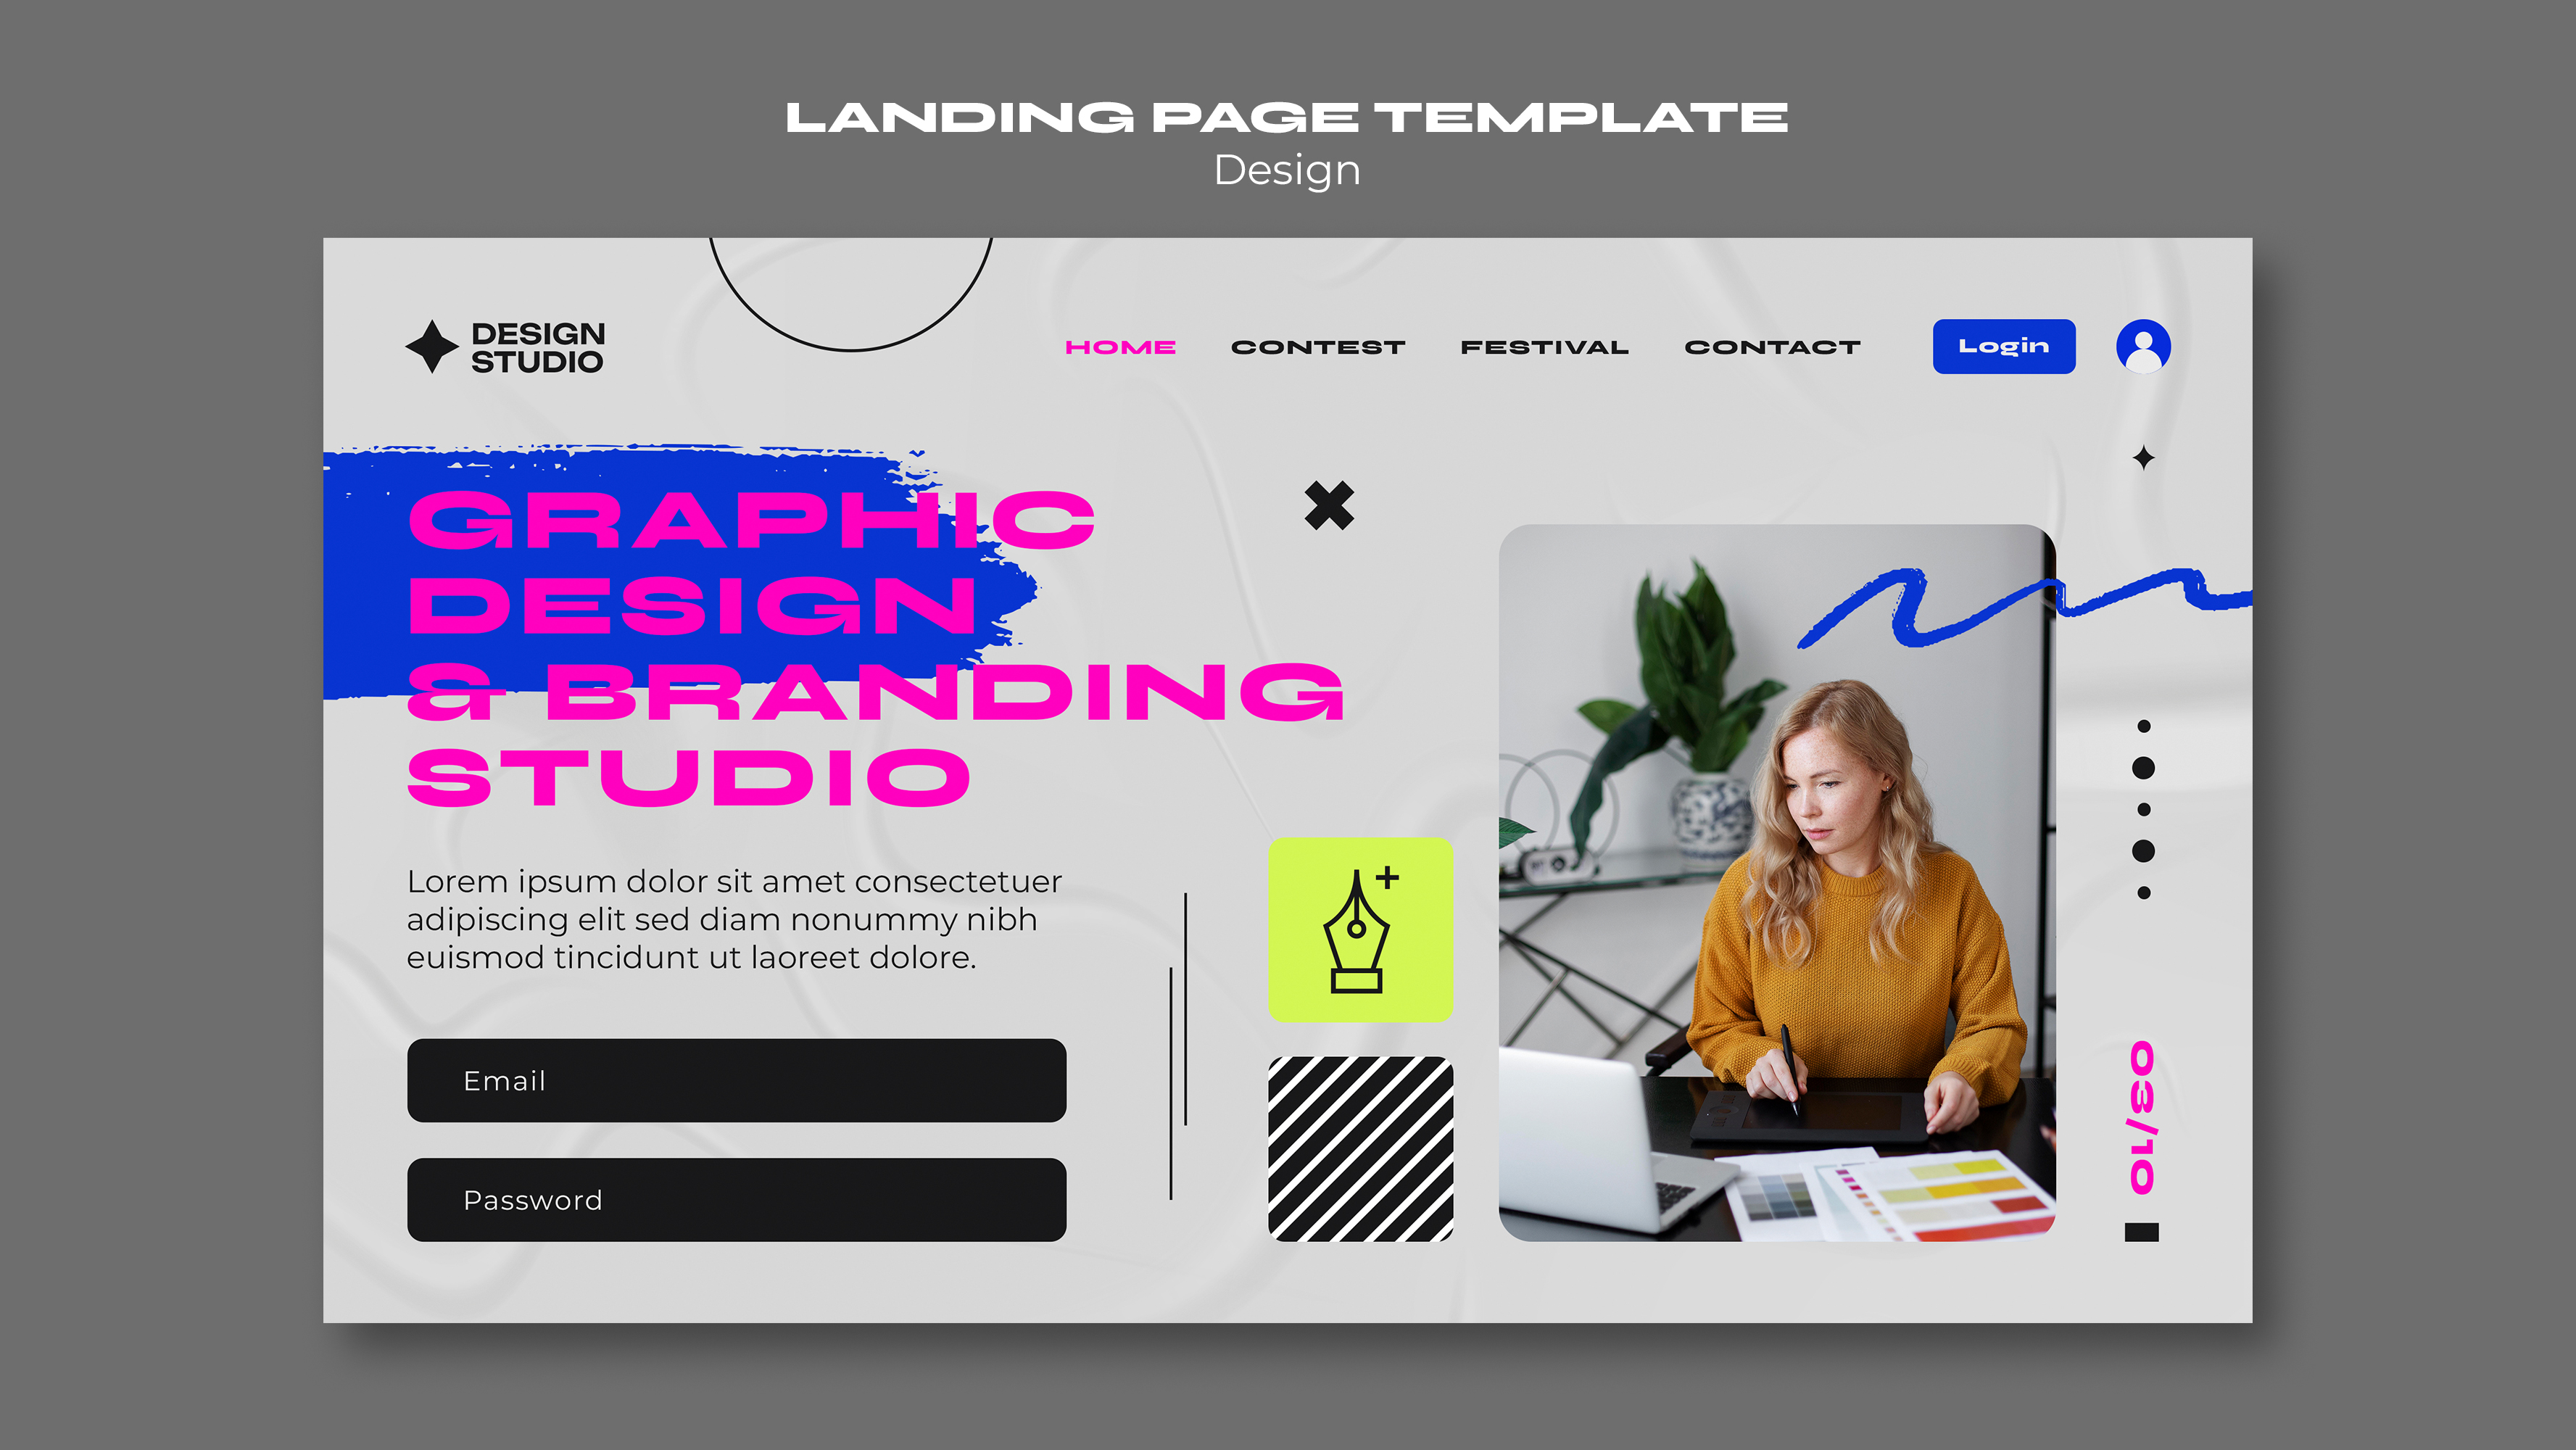 LANDING PAGE TEMPLATE
Design
DESIGN
STUDIO
HOME CONTEST FESTIVAL CONTACT Login
GRAPHIC
DESIGN
& BRANDING
STUDIO
Lorem ipsum dolor sit amet consectetuer
adipiscing elit sed diam nonummy nibh
euismod tincidunt ut laoreet dolore.
Email
Password
03/10